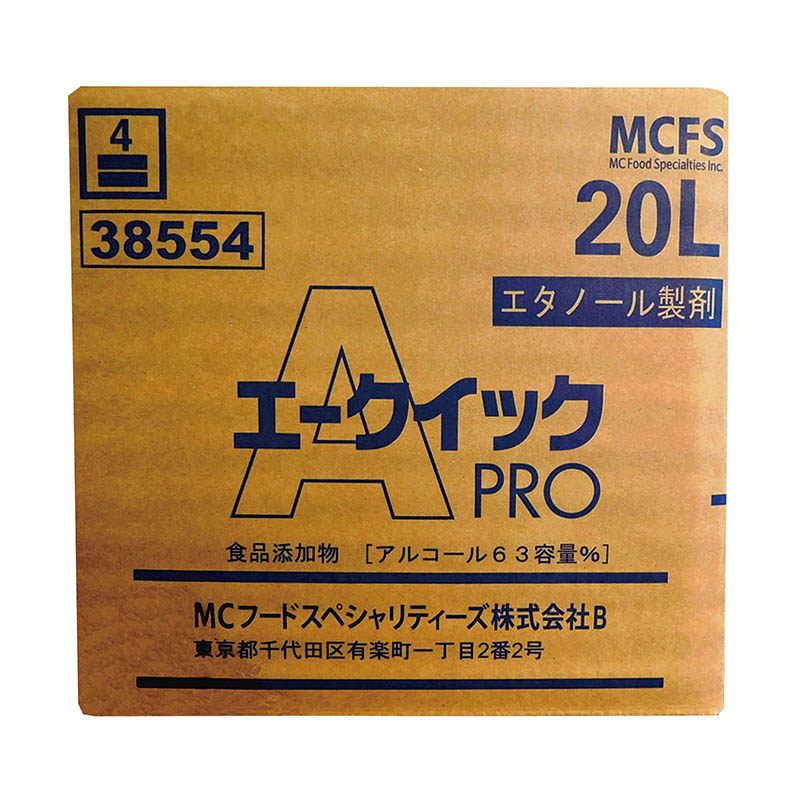 4
38554
MCFS
MC Food Specialties Inc.
20L
エタノール製剤
A
エークイック
PRO
食品添加物 [アルコール63容量%]
MCフードスペシャリティーズ株式会社B
東京都千代田区有楽町一丁目2番2号